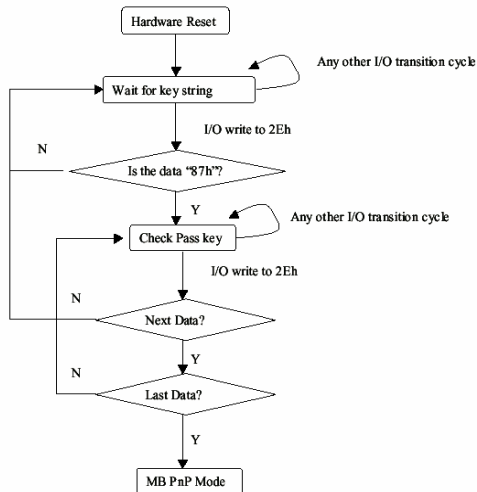 Hardware Reset
Any other I/O transition cycle
Wait for key string
I/O write to 2Eh
N
Is the data “87h”?
Y
Any other I/O transition cycle
Check Pass key
I/O write to 2Eh
N
Next Data?
Y
N
Last Data?
Y
MB PnP Mode